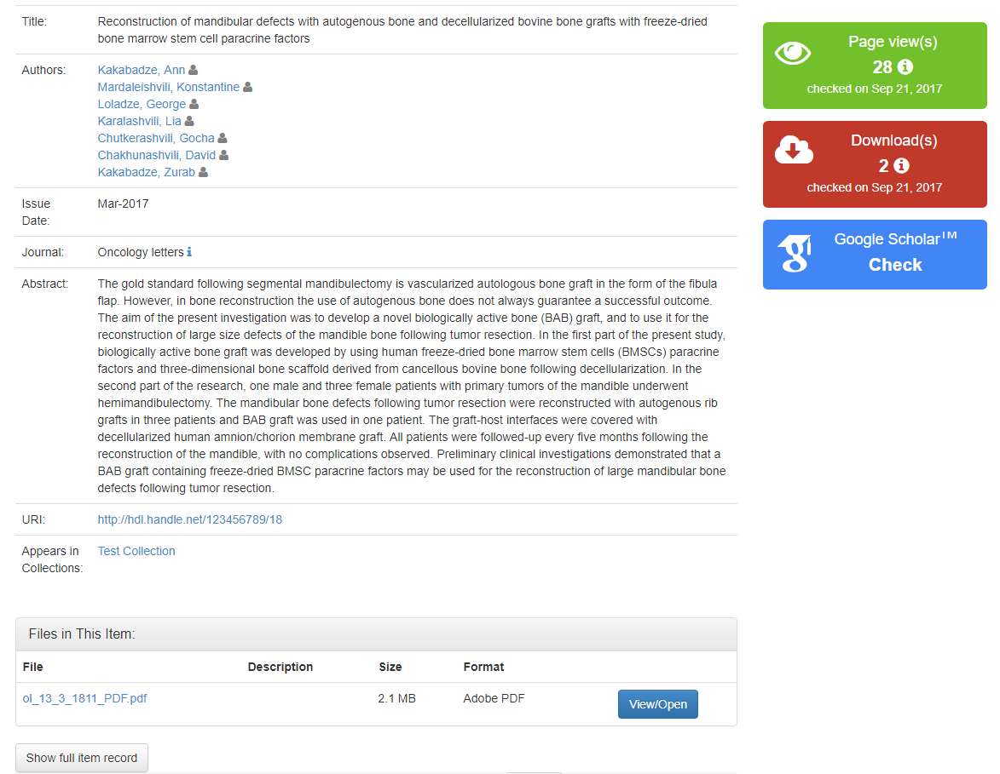 Title: Reconstruction of mandibular defects with autogenous bone and decellularized bovine bone grafts with freeze-dried
bone marrow stem cell paracrine factors
Authors: Kakabadze, Ann
Mardaleishvili, Konstantine
Loladze, George
Karalashvili, Lia
Chutkerashvili, Gocha
Chakhunashvili, David
Kakabadze, Zurab
Issue Date: Mar-2017
Journal: Oncology letters
Abstract: The gold standard following segmental mandibulectomy is vascularized autologous bone graft in the form of the fibula
flap. However, in bone reconstruction the use of autogenous bone does not always guarantee a successful outcome.
The aim of the present investigation was to develop a novel biologically active bone (BAB) graft, and to use it for the
reconstruction of large size defects of the mandible bone following tumor resection. In the first part of the present study,
biologically active bone graft was developed by using human freeze-dried bone marrow stem cells (BMSCs) paracrine
factors and three-dimensional bone scaffold derived from cancellous bovine bone following decellularization. In the
second part of the research, one male and three female patients with primary tumors of the mandible underwent
hemimandibulectomy. The mandibular bone defects following tumor resection were reconstructed with autogenous rib
grafts in three patients and BAB graft was used in one patient. The graft-host interfaces were covered with
decellularized human amnion/chorion membrane graft. All patients were followed-up every five months following the
reconstruction of the mandible, with no complications observed. Preliminary clinical investigations demonstrated that a
BAB graft containing freeze-dried BMSC paracrine factors may be used for the reconstruction of large mandibular bone
defects following tumor resection.
URI: http://hdl.handle.net/123456789/18
Appears in Collections: Test Collection
Files in This Item:
File Description Size Format
ol_13_3_1811_PDF.pdf 2.1 MB Adobe PDF View/Open
Show full item record
Page view(s)
28
checked on Sep 21, 2017
Download(s)
2
checked on Sep 21, 2017
Google Scholar™
Check